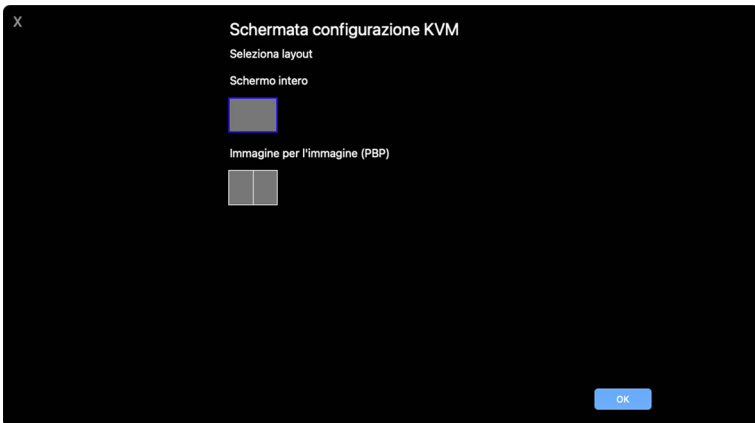 X
Schermata configurazione KVM
Seleziona layout
Schermo intero
Immagine per l'immagine (PBP)
OK